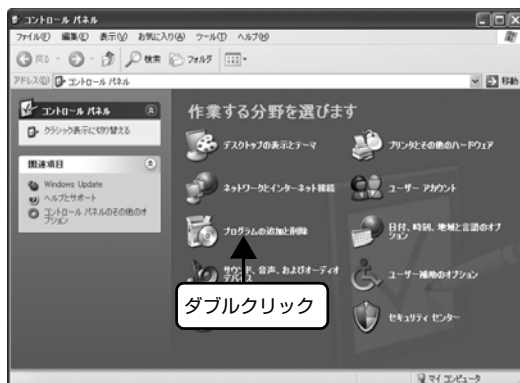 コントロール パネル
ファイル(F) 編集(E) 表示(V) お気に入り(A) ツール(T) ヘルプ(H)
戻る 検索 フォルダ
アドレス(D) コントロール パネル 移動
コントロール パネル
クラシック表示に切り替える
関連項目
Windows Update
ヘルプとサポート
コントロール パネルのその他のオプション
作業する分野を選びます
デスクトップの表示とテーマ
プリンタとその他のハードウェア
ネットワークとインターネット接続
ユーザー アカウント
プログラムの追加と削除
日付、時刻、地域と言語のオプション
サウンド、音声、およびオーディオ デバイス
ユーザー補助のオプション
ダブルクリック
セキュリティ センター
マイ コンピュータ